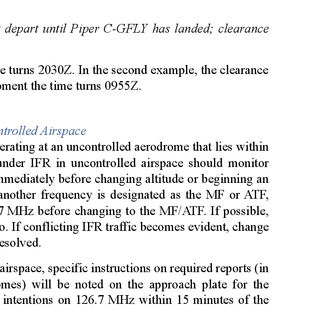 depart until Piper C-GFLY has landed; clearance
e turns 2030Z. In the second example, the clearance
ment the time turns 0955Z.
ntrolled Airspace
erating at an uncontrolled aerodrome that lies within
under IFR in uncontrolled airspace should monitor
mmediately before changing altitude or beginning an
another frequency is designated as the MF or ATF,
7 MHz before changing to the MF/ATF. If possible,
o. If conflicting IFR traffic becomes evident, change
esolved.
airspace, specific instructions on required reports (in
omes) will be noted on the approach plate for the
intentions on 126.7 MHz within 15 minutes of the